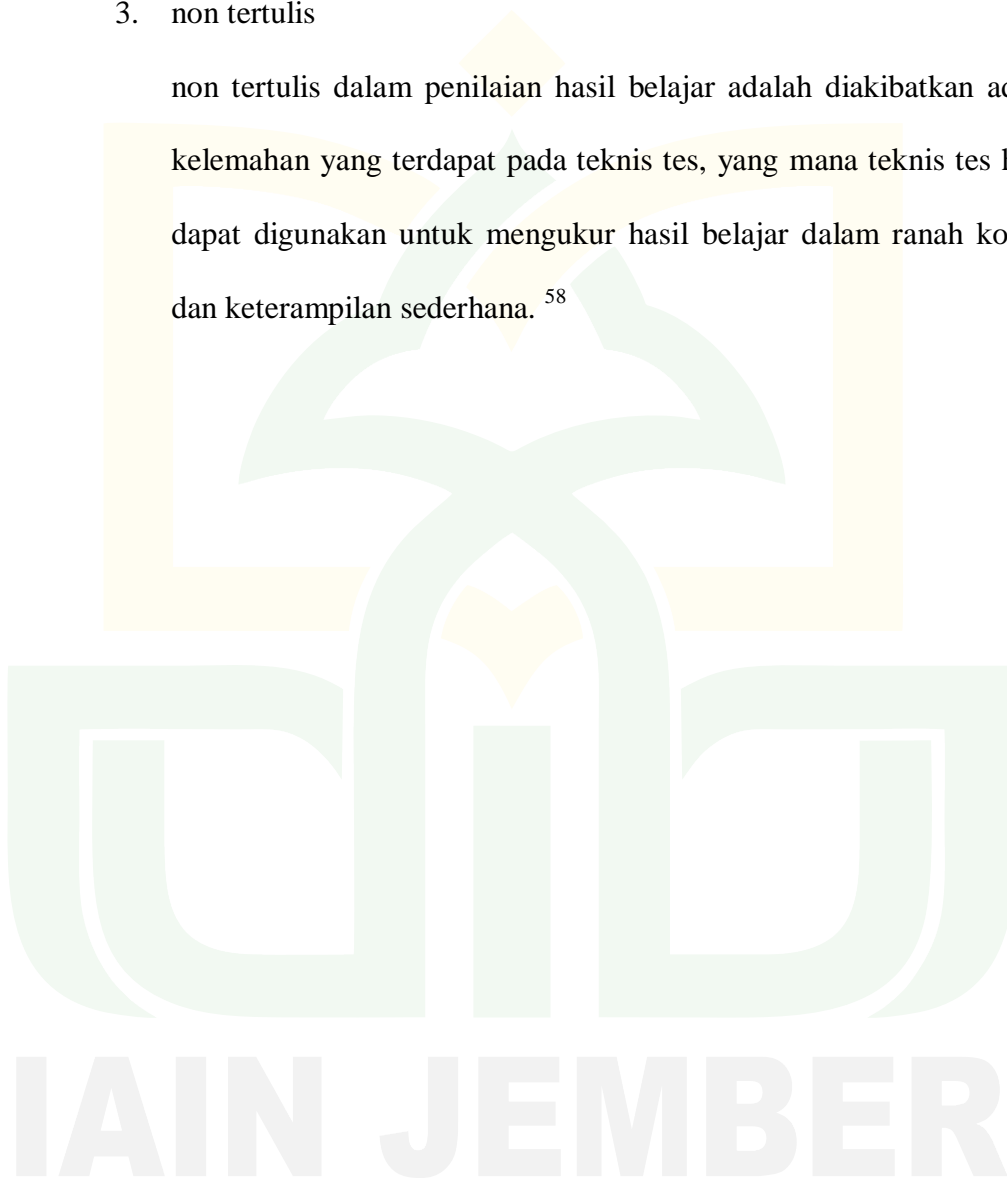 3. non tertulis
non tertulis dalam penilaian hasil belajar adalah diakibatkan
kelemahan yang terdapat pada teknis tes, yang mana teknis tes
dapat digunakan untuk mengukur hasil belajar dalam ranah
dan keterampilan sederhana. 58
IAIN JEMBER